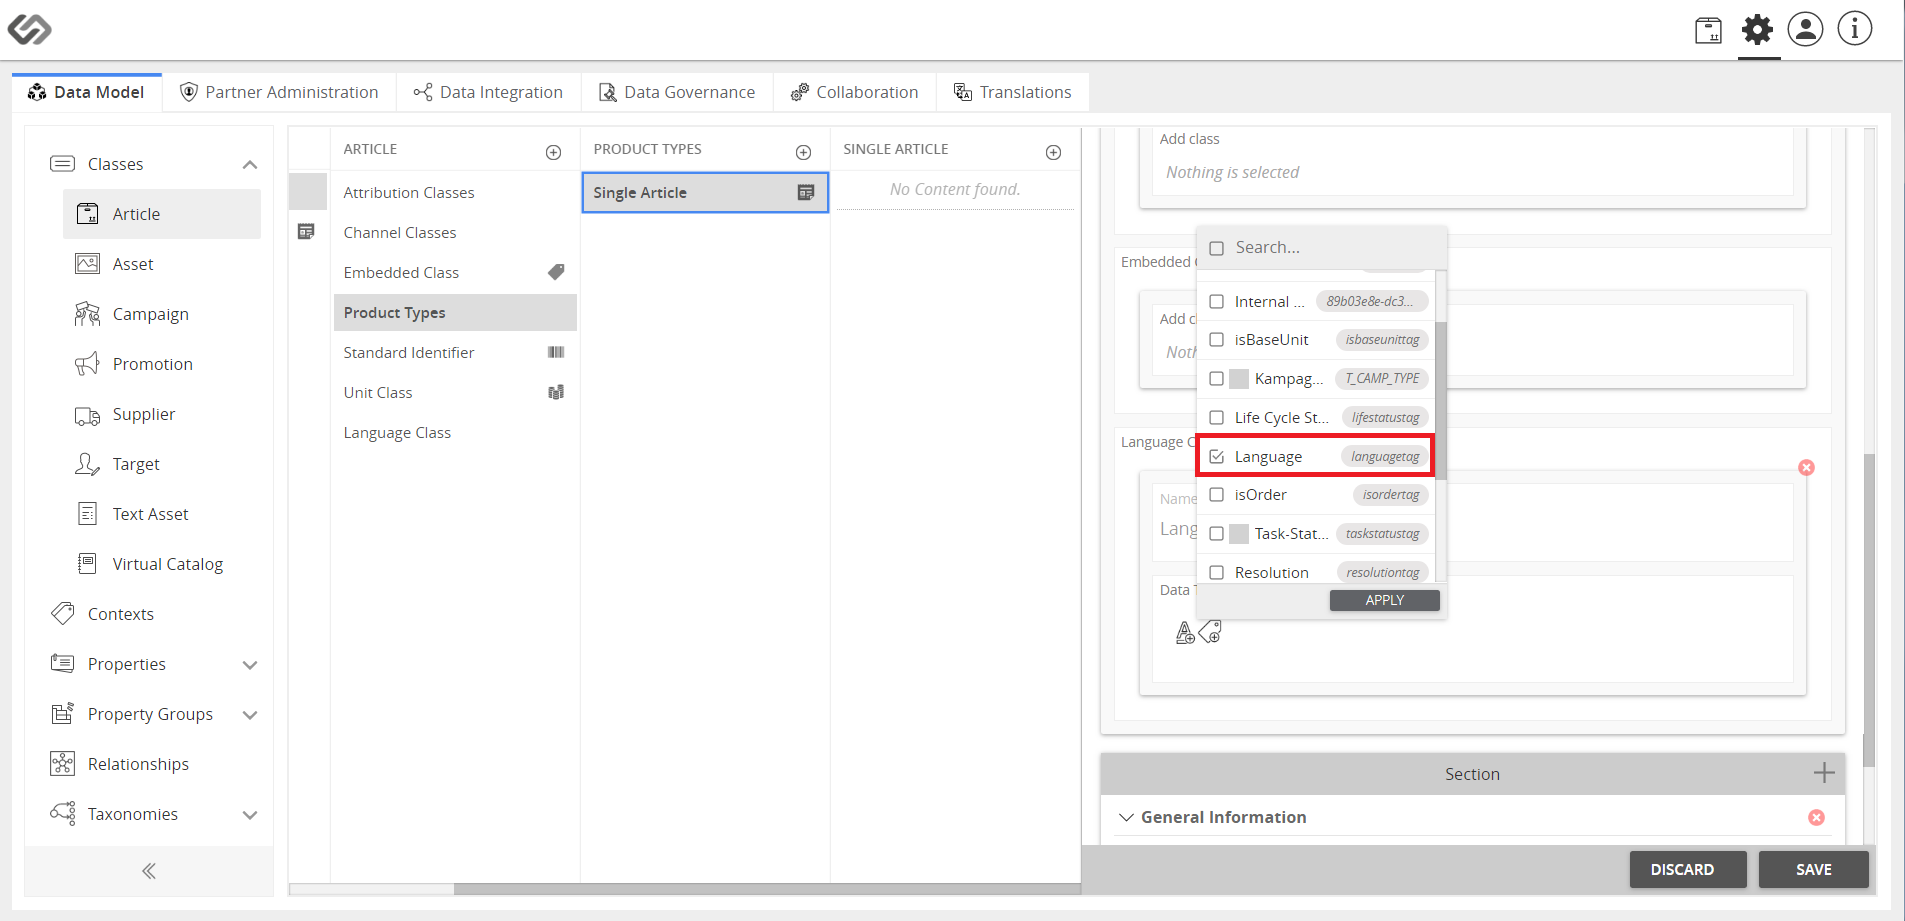 Data Model
Partner Administration
Data Integration
Data Governance
Collaboration
Translations
Classes
Article
Asset
Campaign
Promotion
Supplier
Target
Text Asset
Virtual Catalog
Contexts
Properties
Property Groups
Relationships
Taxonomies
ARTICLE
Attribution Classes
Channel Classes
Embedded Class
Product Types
Standard Identifier
Unit Class
Language Class
PRODUCT TYPES
Single Article
SINGLE ARTICLE
No Content found.
Add class
Nothing is selected
Embedded
Add cl
Noth
Language C
Name
Lang
Data T
Search...
Internal ... 89b03e8e-dc3...
isBaseUnit isbaseunittag
Kampag... T_CAMP_TYPE
Life Cycle St... lifestatustag
Language languagetag
isOrder isordertag
Task-Stat... taskstatustag
Resolution resolutiontag
APPLY
Section
General Information
DISCARD
SAVE